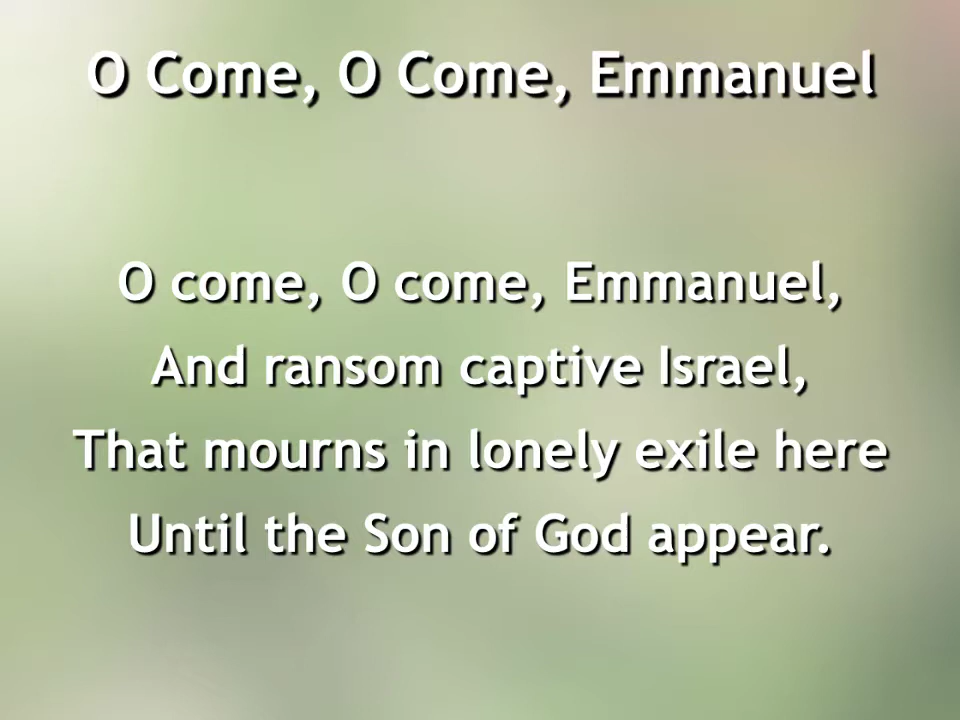 O Come, O Come, Emmanuel
O come, O come, Emmanuel,
And ransom captive Israel,
That mourns in lonely exile here
Until the Son of God appear.